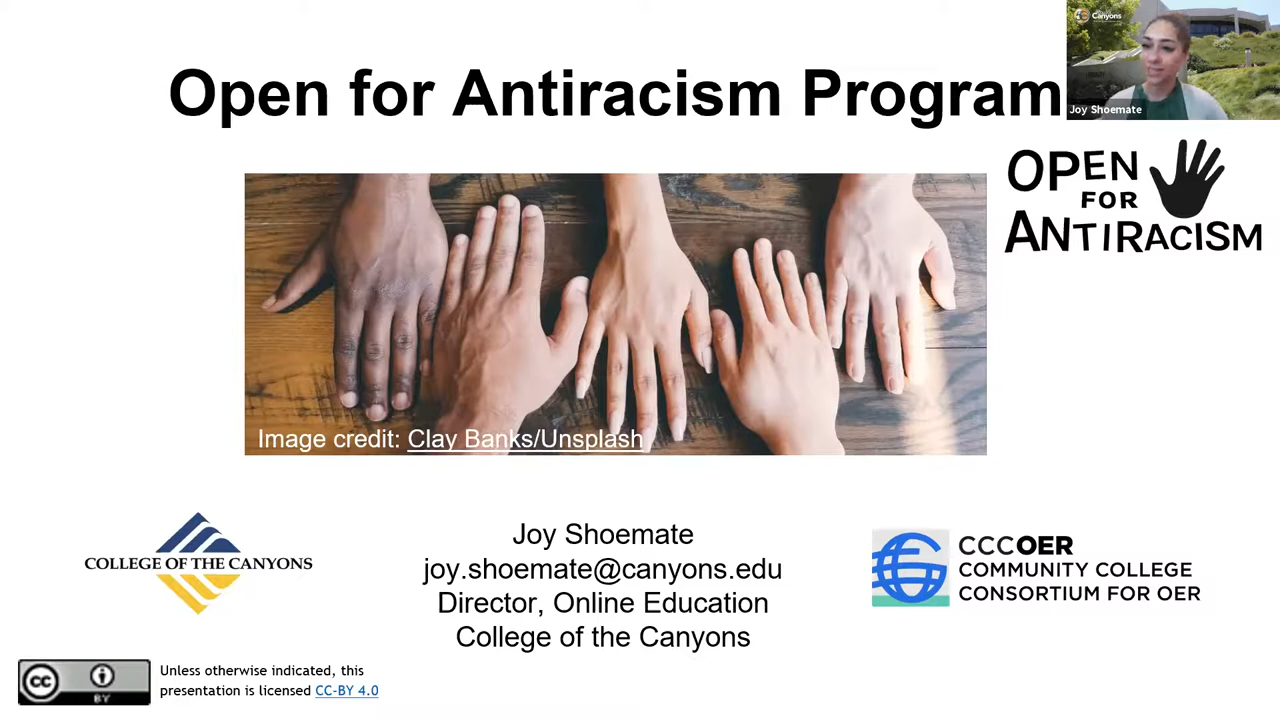 Open for Antiracism Program
Canyons
Joy Shoemate
OPEN
FOR
ANTIRACISM
Image credit: Clay Banks/Unsplash
COLLEGE OF THE CANYONS
Joy Shoemate
joy.shoemate@canyons.edu
Director, Online Education
College of the Canyons
CCCOER
COMMUNITY COLLEGE
CONSORTIUM FOR OER
cc
BY
Unless otherwise indicated, this
presentation is licensed CC-BY 4.0